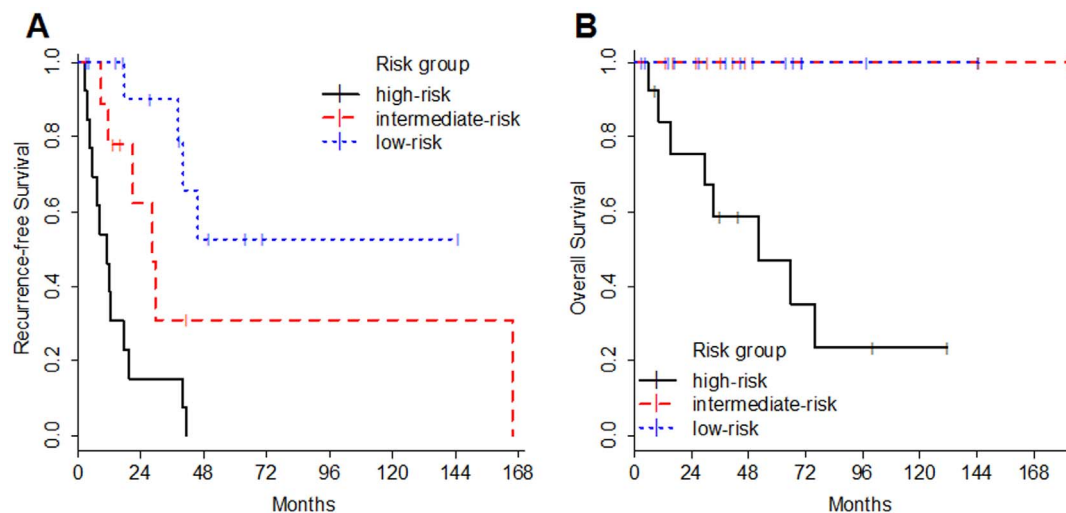 A
Recurrence-free Survival
1.0
0.8
0.6
0.4
0.2
0.0
Risk group
high-risk
intermediate-risk
low-risk
0 24 48 72 96 120 144 168
Months
B
Overall Survival
1.0
0.8
0.6
0.4
0.2
0.0
Risk group
high-risk
intermediate-risk
low-risk
0 24 48 72 96 120 144 168
Months